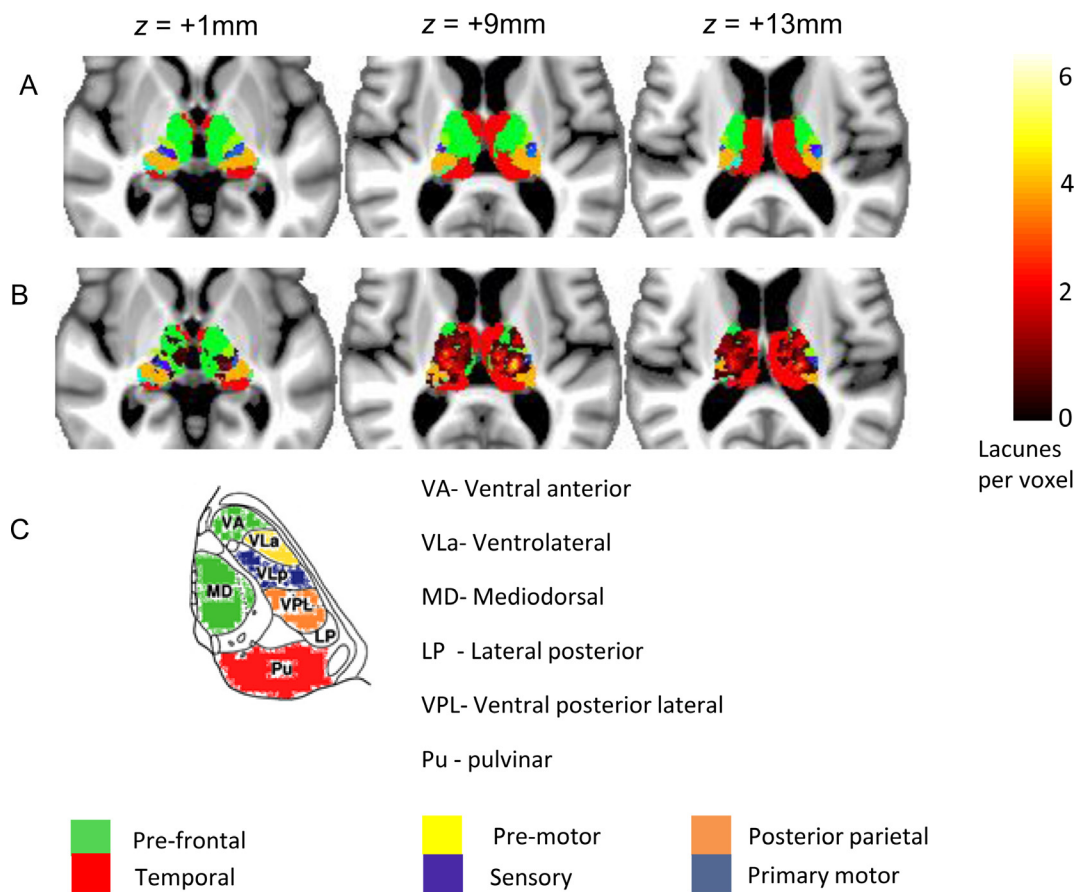 z = +1mm z = +9mm z = +13mm
A
6
4
2
0
Lacunes
per voxel
B
C
VA
VLa
VLp
MD
VPL
LP
Pu
VA- Ventral anterior
VLa- Ventrolateral
MD- Mediodorsal
LP - Lateral posterior
VPL- Ventral posterior lateral
Pu - pulvinar
Pre-frontal Pre-motor Posterior parietal
Temporal Sensory Primary motor